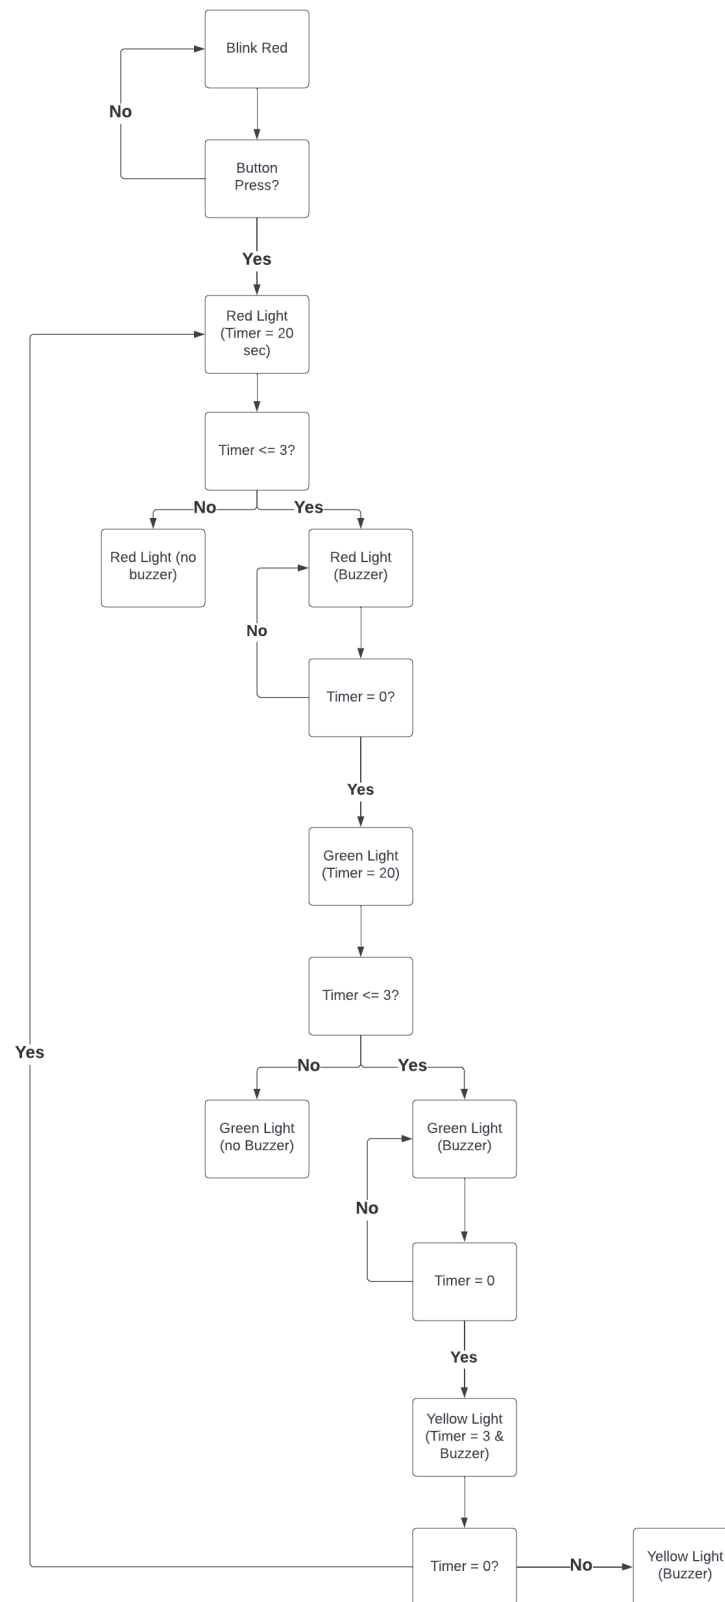 Blink Red
No
Button
Press?
Yes
Red Light
(Timer = 20
sec)
Timer <= 3?
No
Yes
Red Light (no
buzzer)
Red Light
(Buzzer)
No
Timer = 0?
Yes
Green Light
(Timer = 20)
Timer <= 3?
Yes
No
Yes
Green Light
(no Buzzer)
Green Light
(Buzzer)
No
Timer = 0
Yes
Yellow Light
(Timer = 3 &
Buzzer)
Timer = 0?
No
Yellow Light
(Buzzer)